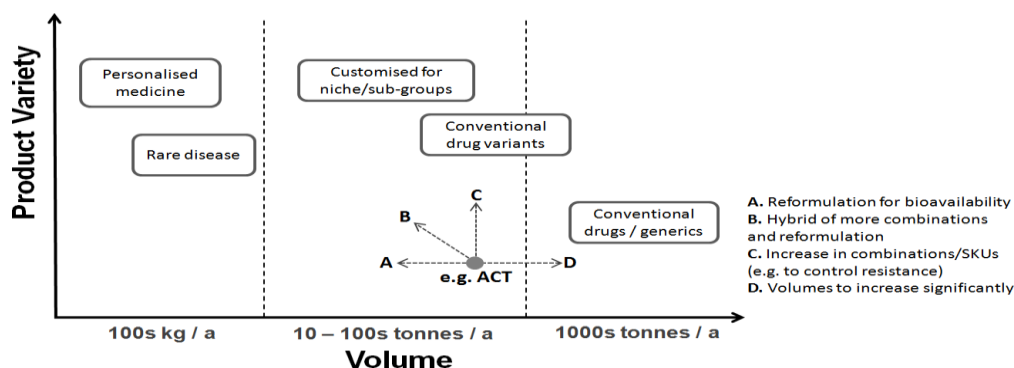 Product Variety
Personalised
medicine
Rare disease
Customised for
niche/sub-groups
Conventional
drug variants
Conventional
drugs / generics
A
B
C
D
e.g. ACT
A. Reformulation for bioavailability
B. Hybrid of more combinations
and reformulation
C. Increase in combinations/SKUs
(e.g. to control resistance)
D. Volumes to increase significantly
100s kg / a
10 – 100s tonnes / a
1000s tonnes / a
Volume